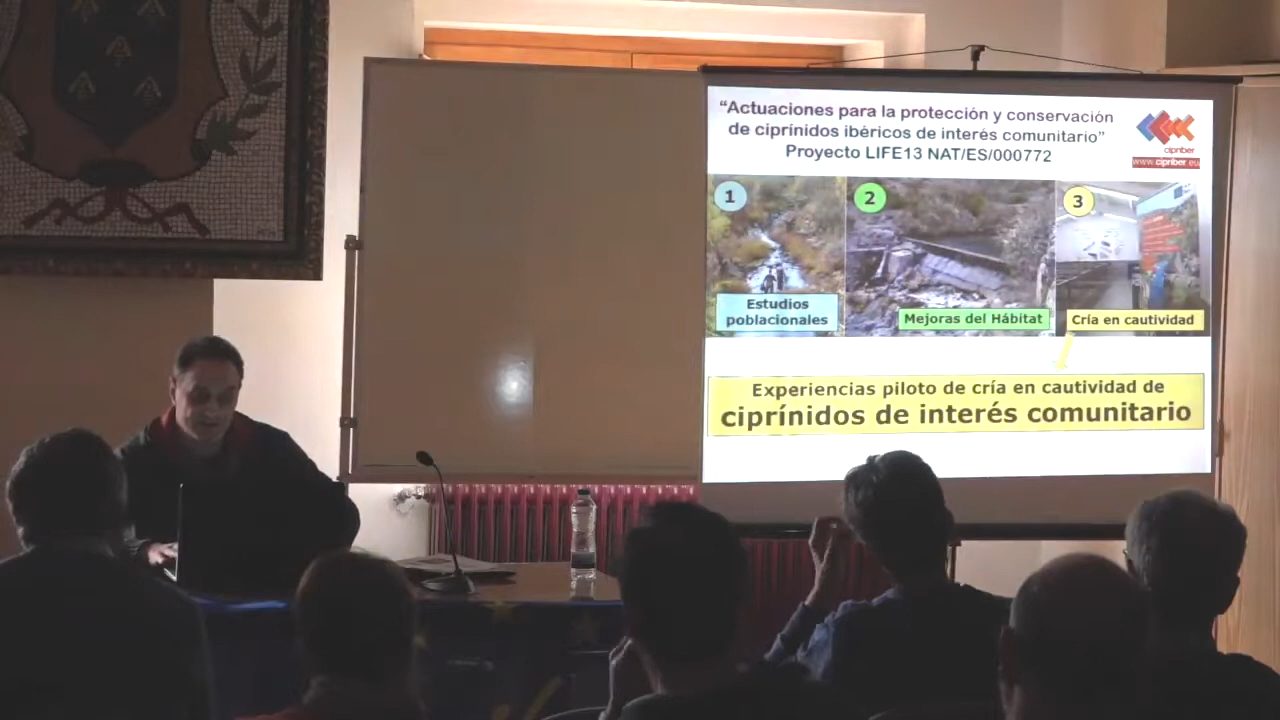 “Actuaciones para la protección y conservación
de ciprínidos ibéricos de interés comunitario”
Proyecto LIFE13 NAT/ES/000772
cipriber
www.cipriber.eu
1
2
3
Estudios
poblacionales
Mejoras del Hábitat
Cría en cautividad
Experiencias piloto de cría en cautividad de
ciprínidos de interés comunitario